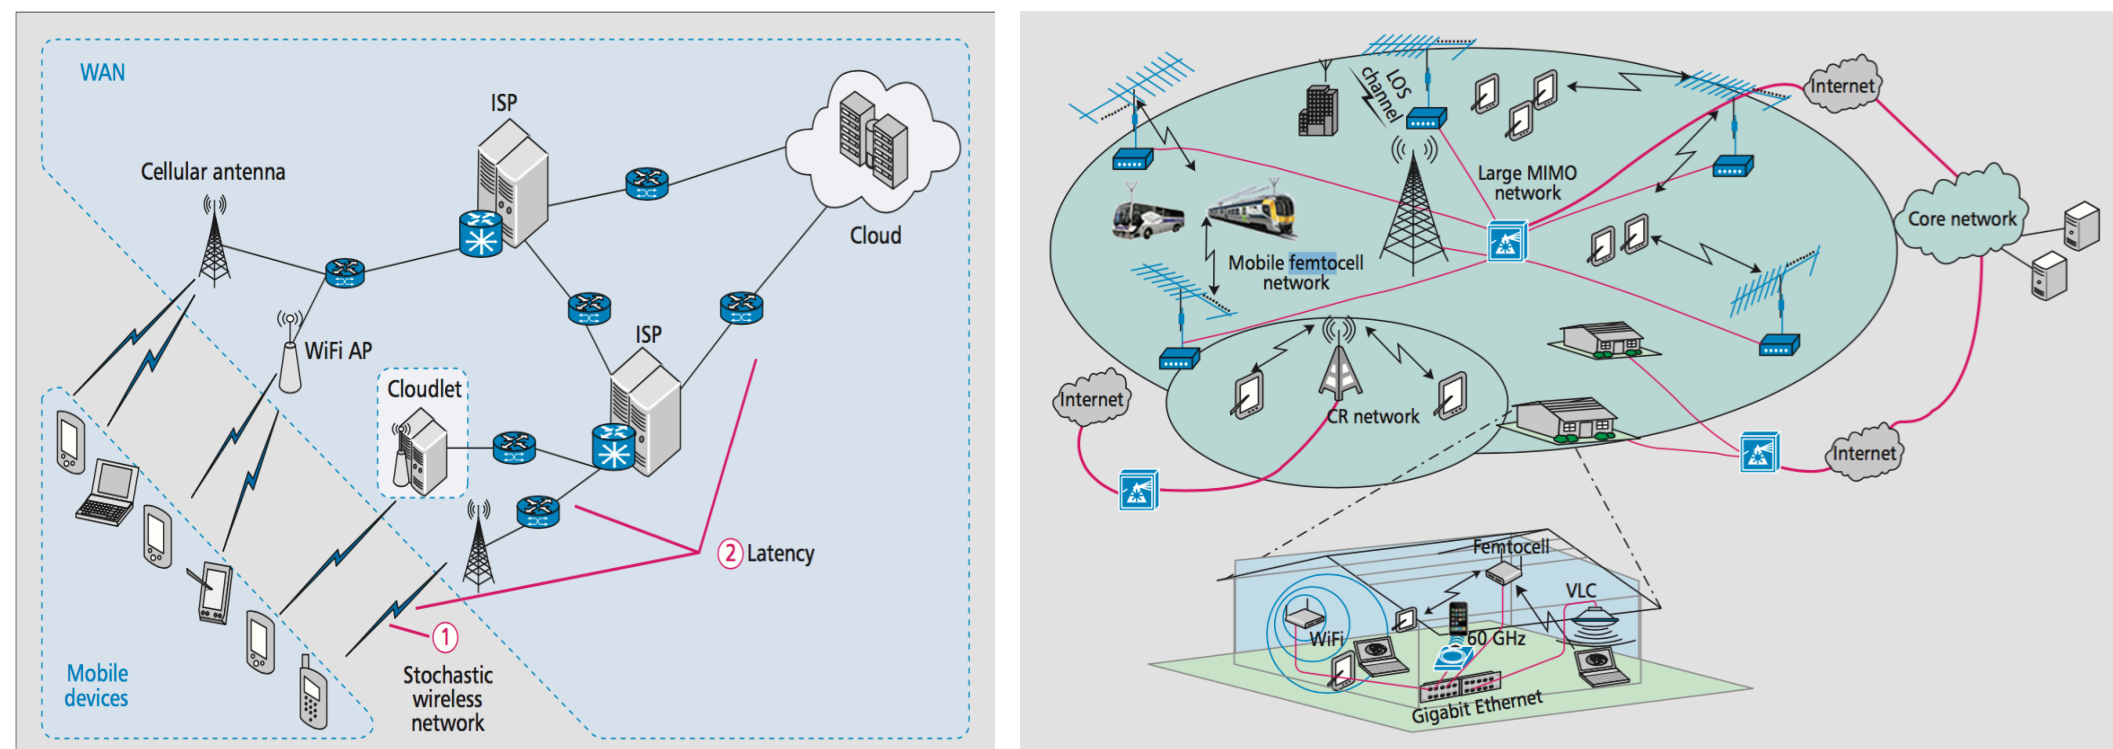 WAN
ISP
Cellular antenna
Cloud
WiFi AP
ISP
Cloudlet
2 Latency
1
Stochastic
wireless
network
Mobile
devices
LOS
channel
Internet
Large MIMO
network
Core network
Mobile femtocell
network
Internet
CR network
Internet
Femtocell
VLC
WiFi
60 GHz
Gigabit Ethernet